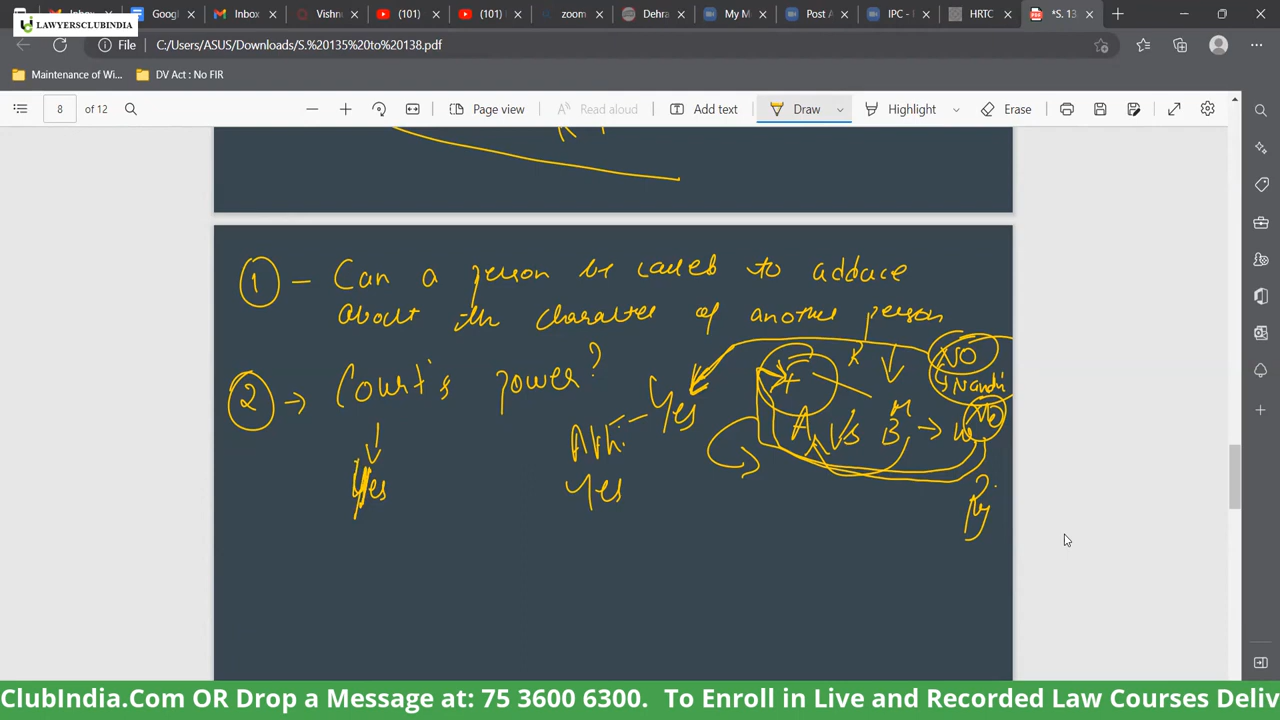 LAWYERSCLUBINDIA
Inbox
Googl
Inbox
Vishn
(101)
(101)
oom
Dehra
My M
Post
IPC
HRTC
*S. 13
File
C:/Users/ASUS/Downloads/S.%20135%20to%20138.pdf
Maintenance of Wi...
DV Act : No FIR
8 of 12
Page view
Read aloud
Add text
Draw
Highlight
Erase
1 - Can a person be called to adduce
about the character of another person
2 → Court's power?
Yes
Yes
Yes
NO
No
A Vs B → W
K
M
ClubIndia.Com OR Drop a Message at: 75 3600 6300. To Enroll in Live and Recorded Law Courses Deliv